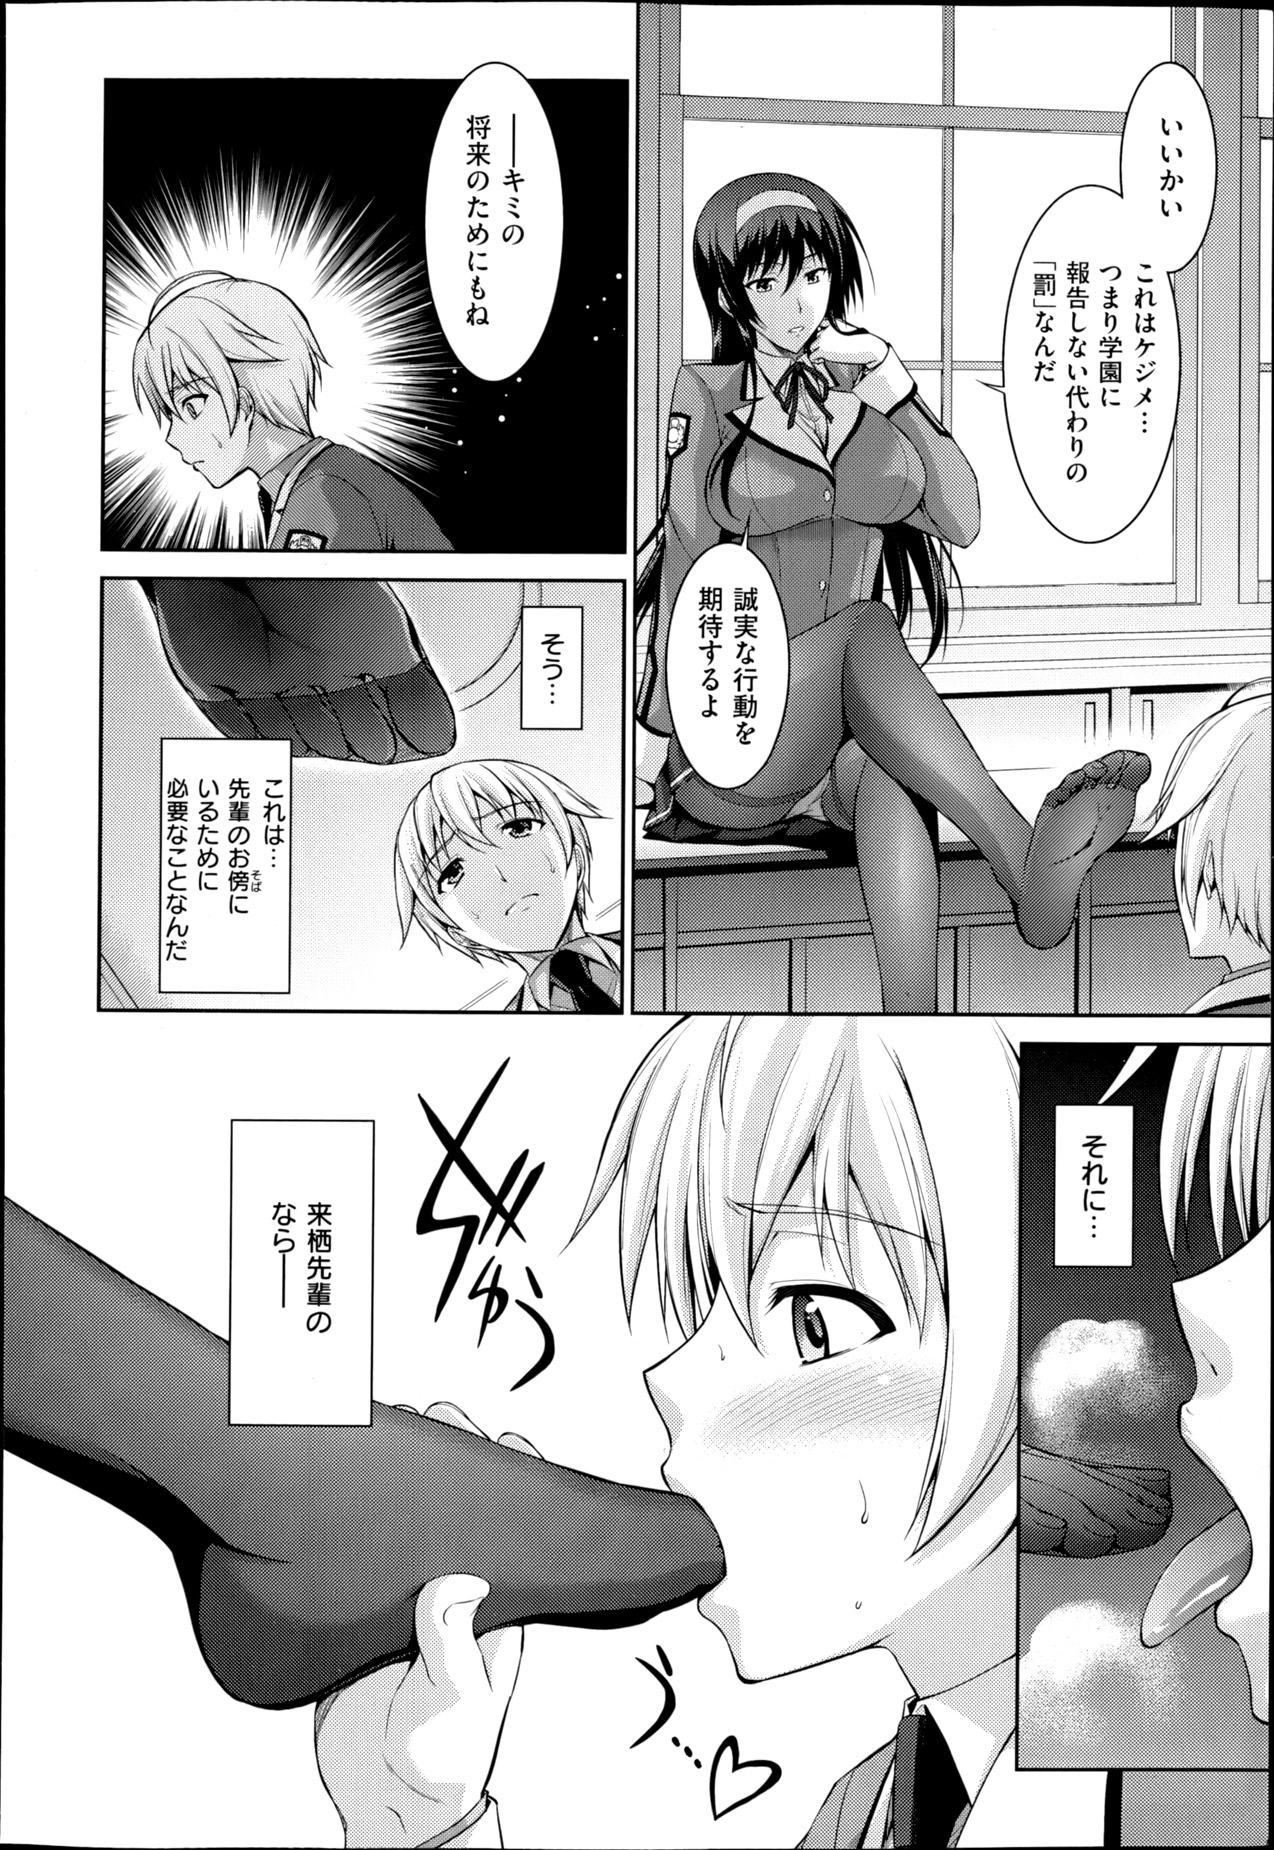 いいかい
これはケジメ…
つまり学園に
報告しない代わりの
「罰」なんだ
誠実な行動を
期待するよ
――キミの
将来のためにもね
そう…
これは…
先輩のお傍に
そば
いるために
必要なことなんだ
それに…
来栖先輩の
なら――